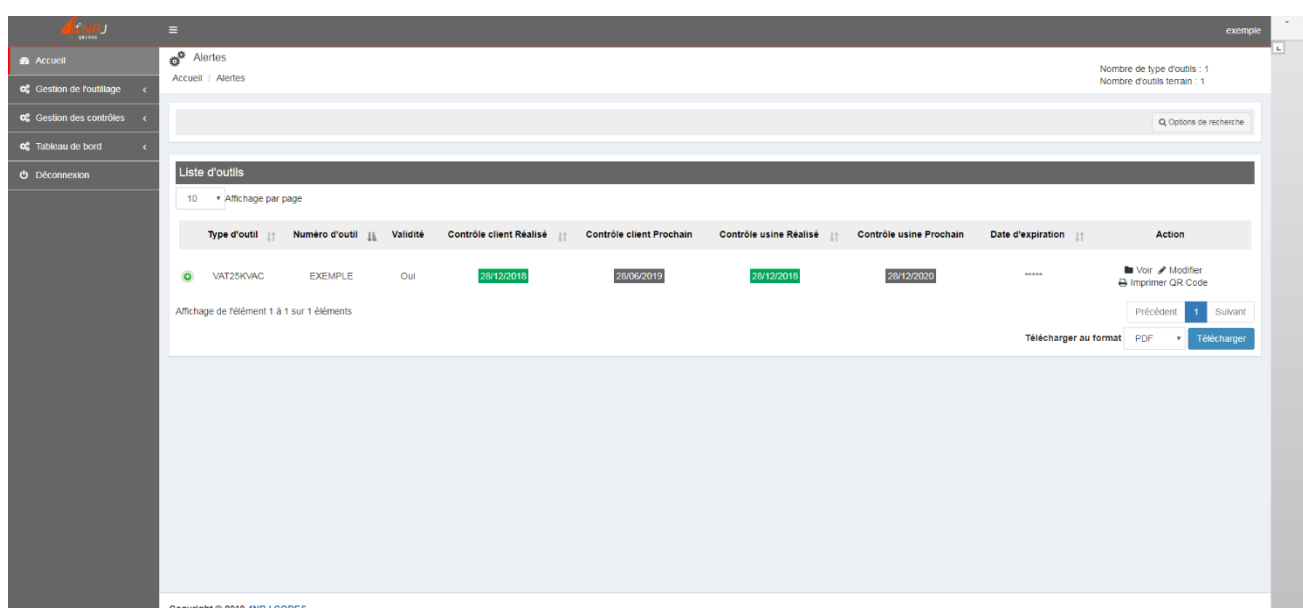 4NRJ
QR CODE
exemple
Accueil
Gestion de l'outillage
Gestion des contrôles
Tableau de bord
Déconnexion
Alertes
Accueil / Alertes
Nombre de type d'outils : 1
Nombre d'outils terrain : 1
Options de recherche
Liste d'outils
10 Affichage par page
Type d'outil Numéro d'outil Validité Contrôle client Réalisé Contrôle client Prochain Contrôle usine Réalisé Contrôle usine Prochain Date d'expiration Action
VAT25KVAC EXEMPLE Oui 28/12/2018 28/06/2019 28/12/2018 28/12/2020 ***** Voir Modifier
Imprimer QR Code
Affichage de l'élément 1 à 1 sur 1 éléments
Précédent 1 Suivant
Télécharger au format PDF Télécharger